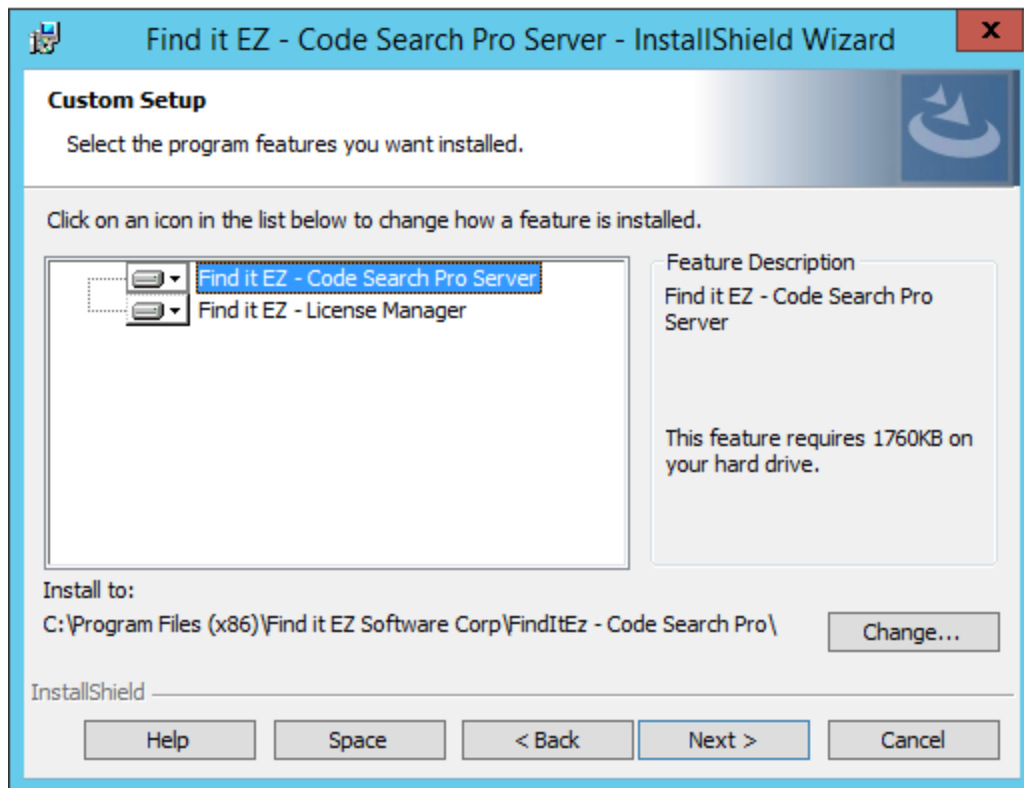 Find it EZ - Code Search Pro Server - InstallShield Wizard
x
Custom Setup
Select the program features you want installed.
Click on an icon in the list below to change how a feature is installed.
Find it EZ - Code Search Pro Server
Find it EZ - License Manager
Feature Description
Find it EZ - Code Search Pro
Server
This feature requires 1760KB on
your hard drive.
Install to:
C:\Program Files (x86)\Find it EZ Software Corp\FindItEz - Code Search Pro\
Change...
InstallShield
Help
Space
< Back
Next >
Cancel